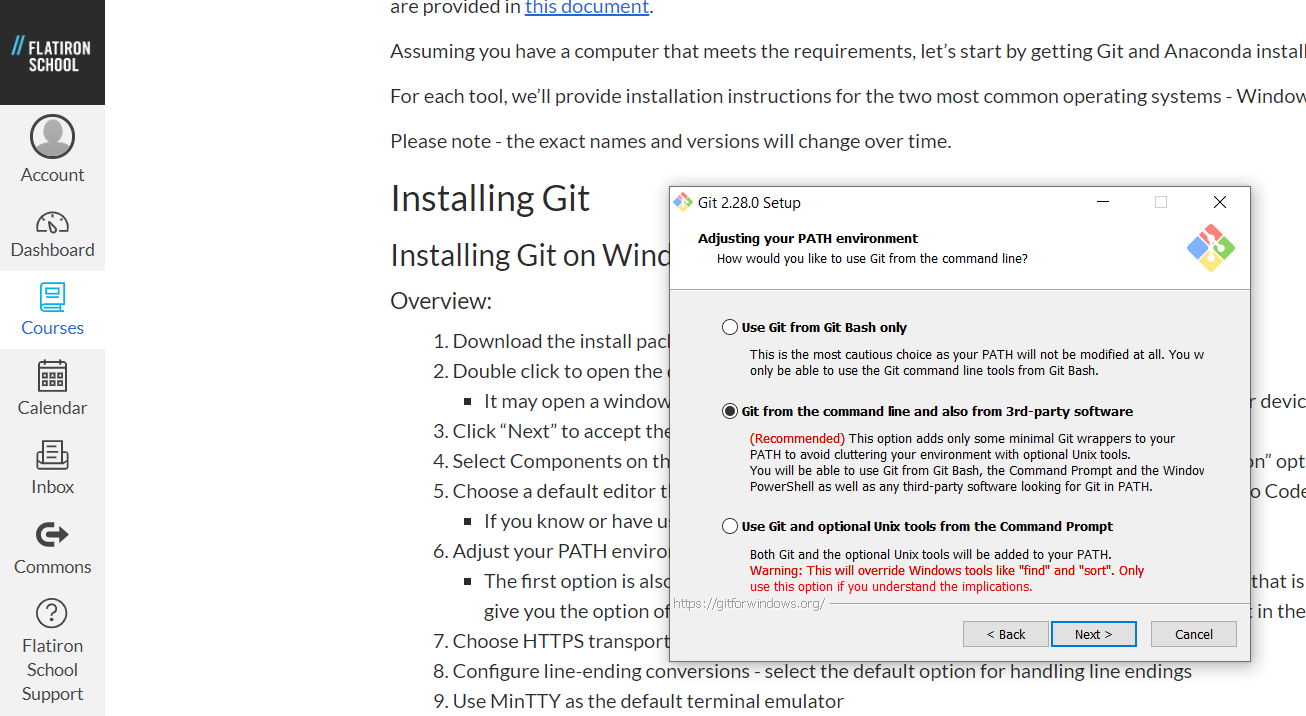 FLATIRON
SCHOOL
Account
Dashboard
Courses
Calendar
Inbox
Commons
Flatiron
School
Support
are provided in this document.
Assuming you have a computer that meets the requirements, let's start by getting Git and Anaconda install
For each tool, we'll provide installation instructions for the two most common operating systems - Window
Please note - the exact names and versions will change over time.
Installing Git
Installing Git on Wind
Overview:
1. Download the install pac
2. Double click to open the
▪ It may open a window r devic
3. Click “Next” to accept the
4. Select Components on th on” opt
5. Choose a default editor t o Code
▪ If you know or have u
6. Adjust your PATH enviro
▪ The first option is also that is
give you the option of t in the
7. Choose HTTPS transport
8. Configure line-ending conversions - select the default option for handling line endings
9. Use MinTTY as the default terminal emulator
Git 2.28.0 Setup
Adjusting your PATH environment
How would you like to use Git from the command line?
Use Git from Git Bash only
This is the most cautious choice as your PATH will not be modified at all. You w
only be able to use the Git command line tools from Git Bash.
Git from the command line and also from 3rd-party software
(Recommended) This option adds only some minimal Git wrappers to your
PATH to avoid cluttering your environment with optional Unix tools.
You will be able to use Git from Git Bash, the Command Prompt and the Window
PowerShell as well as any third-party software looking for Git in PATH.
Use Git and optional Unix tools from the Command Prompt
Both Git and the optional Unix tools will be added to your PATH.
Warning: This will override Windows tools like "find" and "sort". Only
use this option if you understand the implications.
https://gitforwindows.org/
< Back
Next >
Cancel